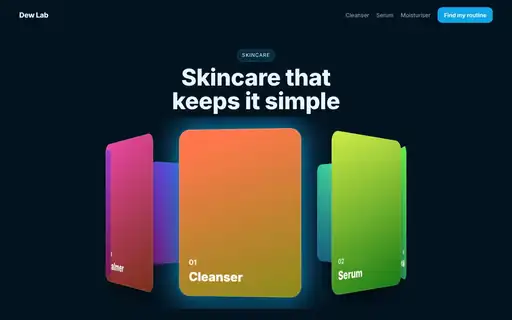 Dew Lab
Cleanser Serum Moisturiser Find my routine
SKINCARE
Skincare that
keeps it simple
01
Cleanser
02
Serum